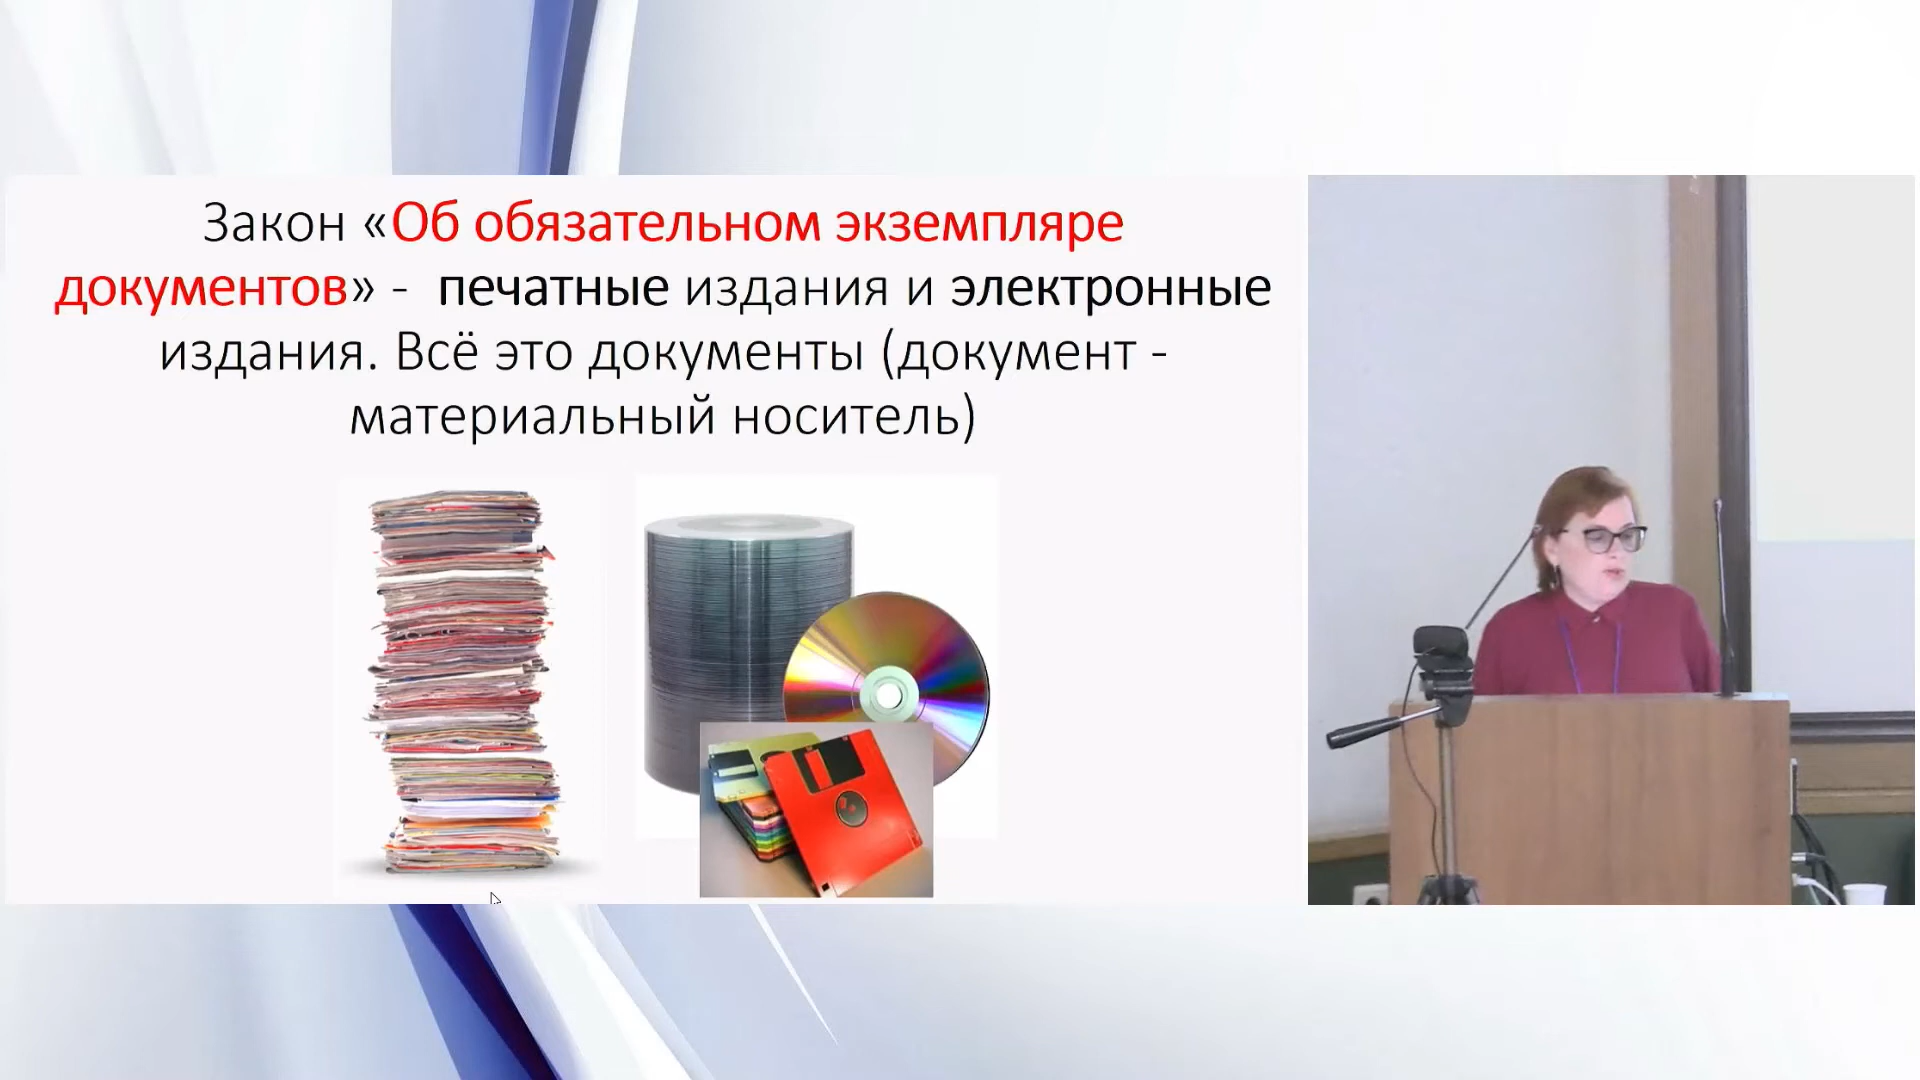 Закон «Об обязательном экземпляре
документов» - печатные издания и электронные
издания. Всё это документы (документ -
материальный носитель)